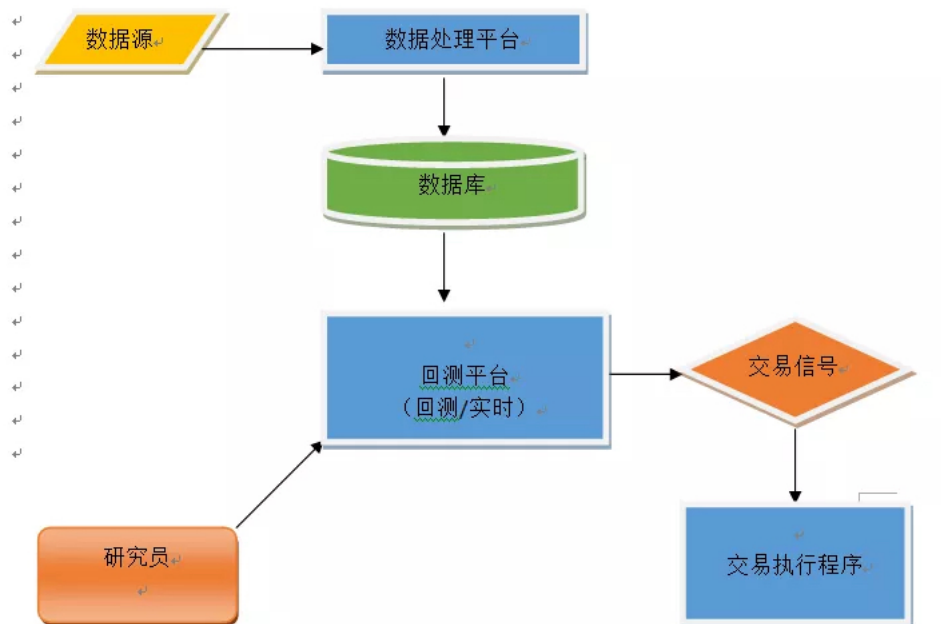 数据源
数据处理平台
数据库
回测平台
（回测/实时）
交易信号
研究员
交易执行程序